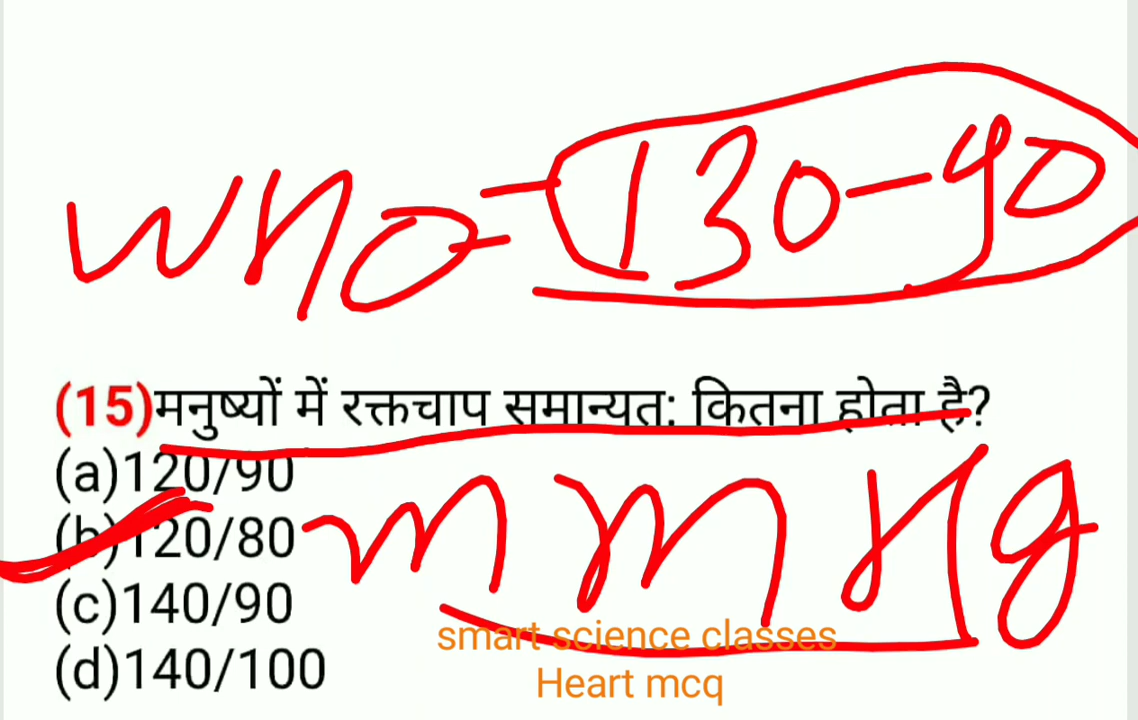 WHO = 130-90
(15)मनुष्यों में रक्तचाप समान्यत: कितना होता है?
(a)120/90
(b)120/80 mmHg
(c)140/90
(d)140/100
smart science classes
Heart mcq